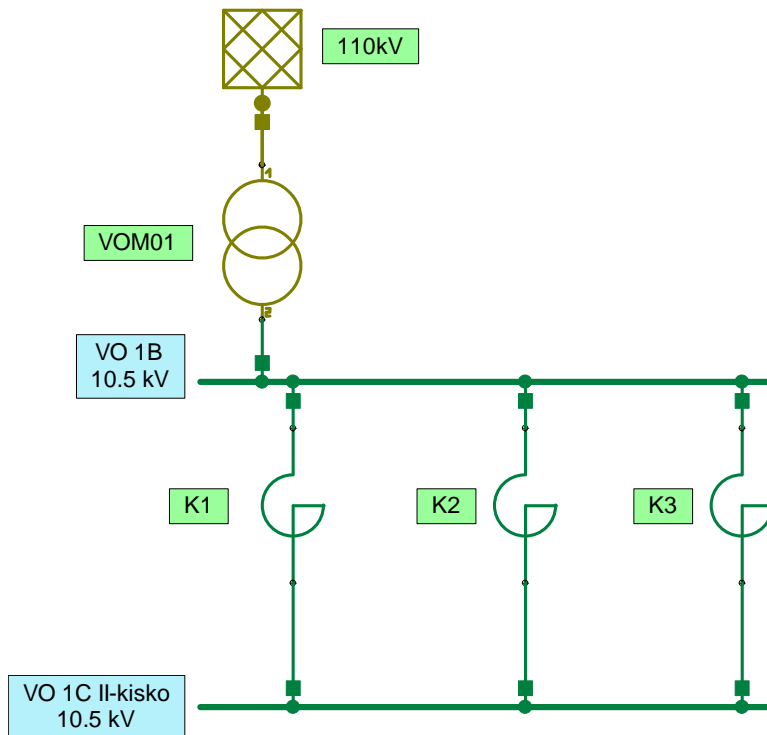 110kV
1
VOM01
2
VO 1B
10.5 kV
K1
K2
K3
VO 1C II-kisko
10.5 kV